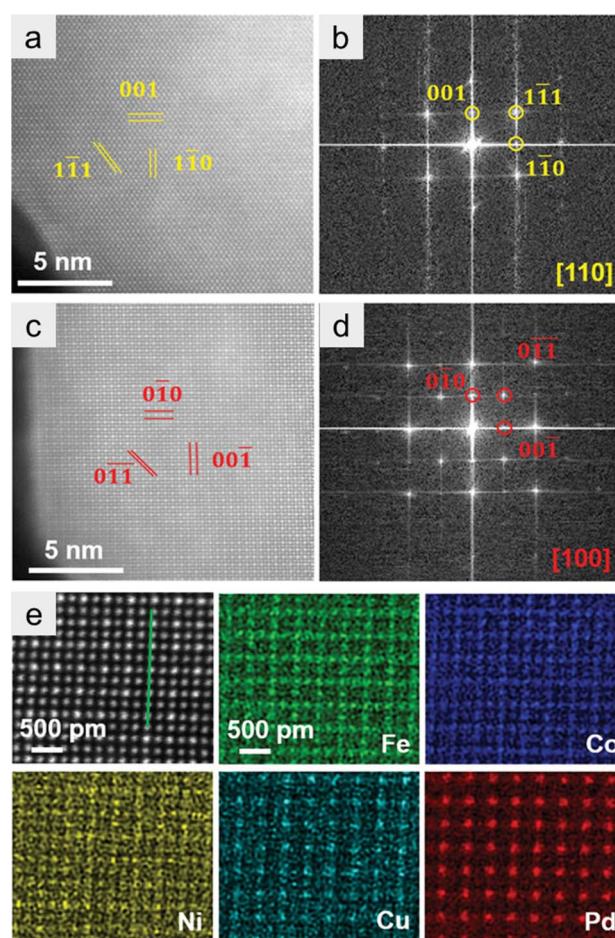 a
001
11̅1
11̅0
5 nm
b
001
11̅1
11̅0
[110]
c
01̅0
01̅1̅
001̅
5 nm
d
01̅1̅
01̅0
001̅
[100]
e
500 pm
500 pm
Fe
Co
Ni
Cu
Pd